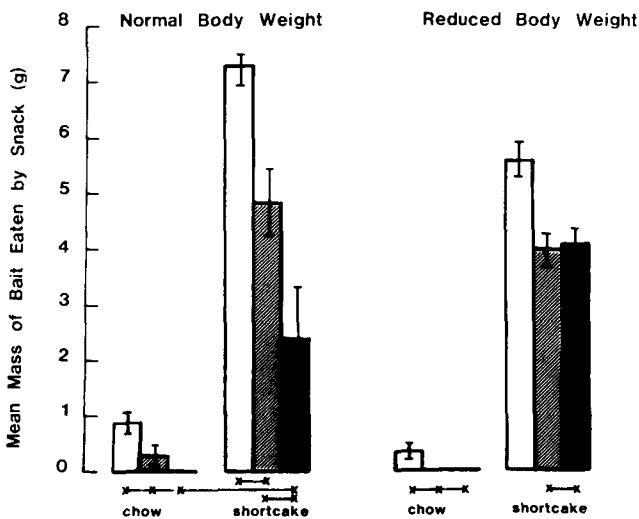 Normal Body Weight
Reduced Body Weight
Mean Mass of Bait Eaten by Snack (g)
8
7
6
5
4
3
2
1
0
chow
shortcake
chow
shortcake